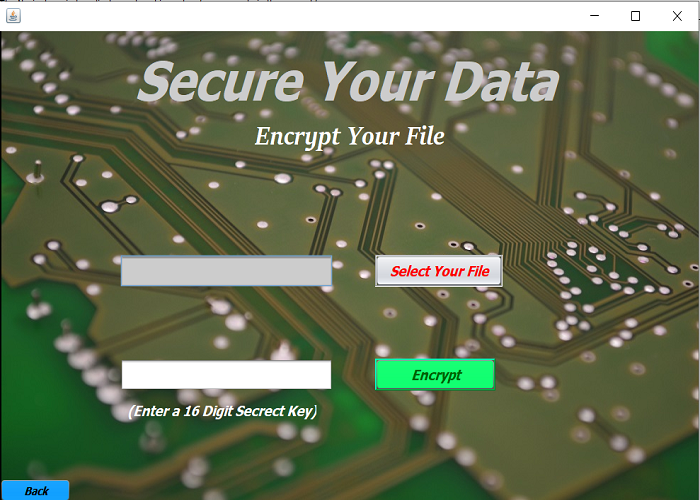 Secure Your Data
Encrypt Your File
Select Your File
Encrypt
(Enter a 16 Digit Secrect Key)
Back